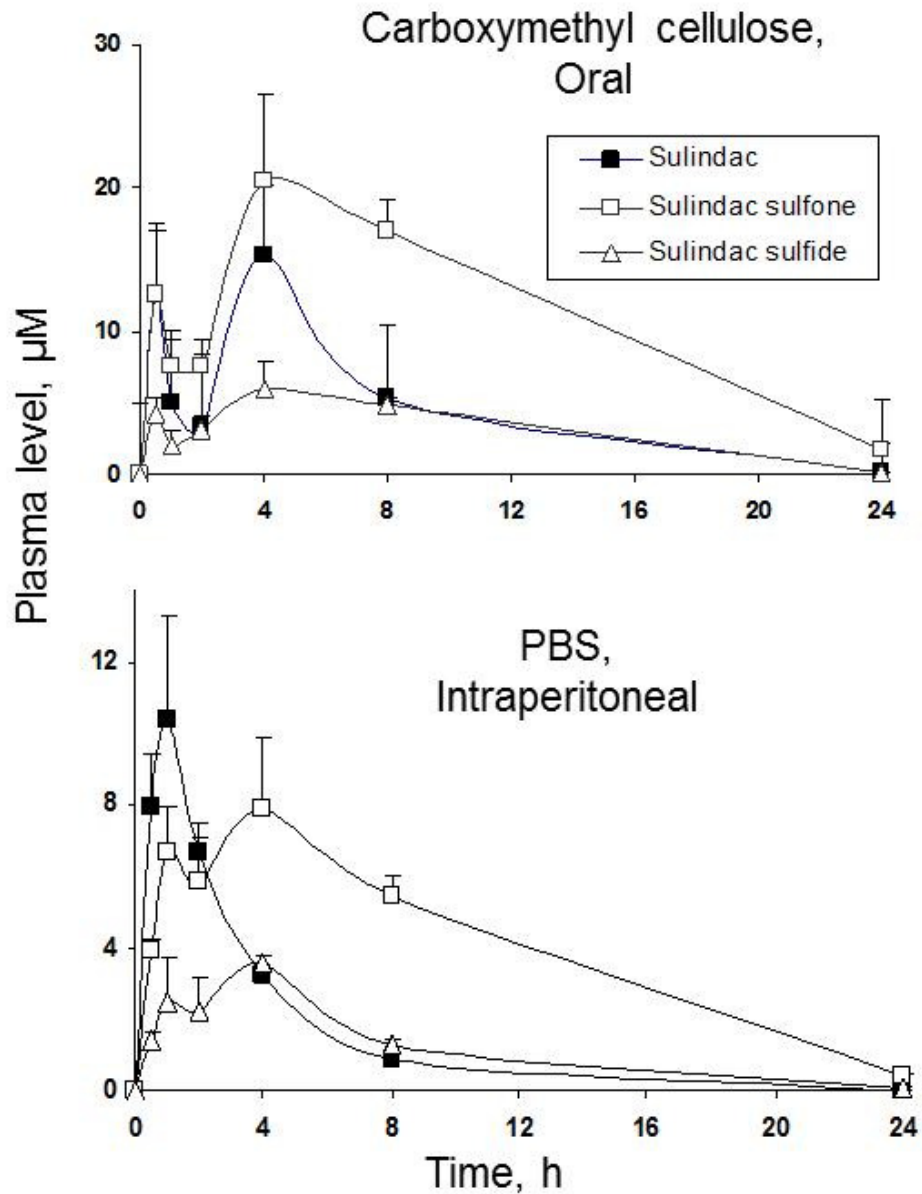 Carboxymethyl cellulose,
Oral
30
20
10
0
Sulindac
Sulindac sulfone
Sulindac sulfide
0 4 8 12 16 20 24
Plasma level, µM
PBS,
Intraperitoneal
12
8
4
0
0 4 8 12 16 20 24
Time, h